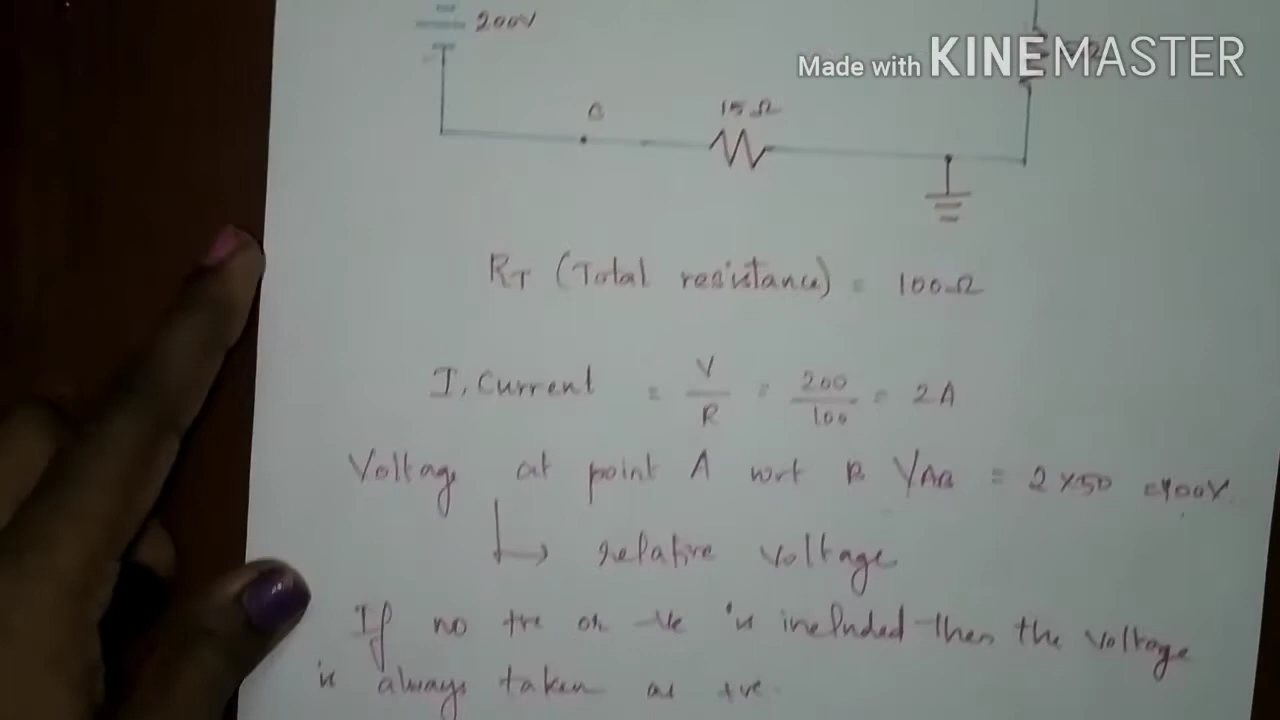 200V
Made with KINEMASTER
15Ω
RT (Total resistance) = 100Ω
I, Current = V/R = 200/100 = 2A
Voltage at point A wrt B VAB = 2×50 = 100V
↳ relative voltage
If no +ve or -ve is included then the voltage
is always taken as +ve.